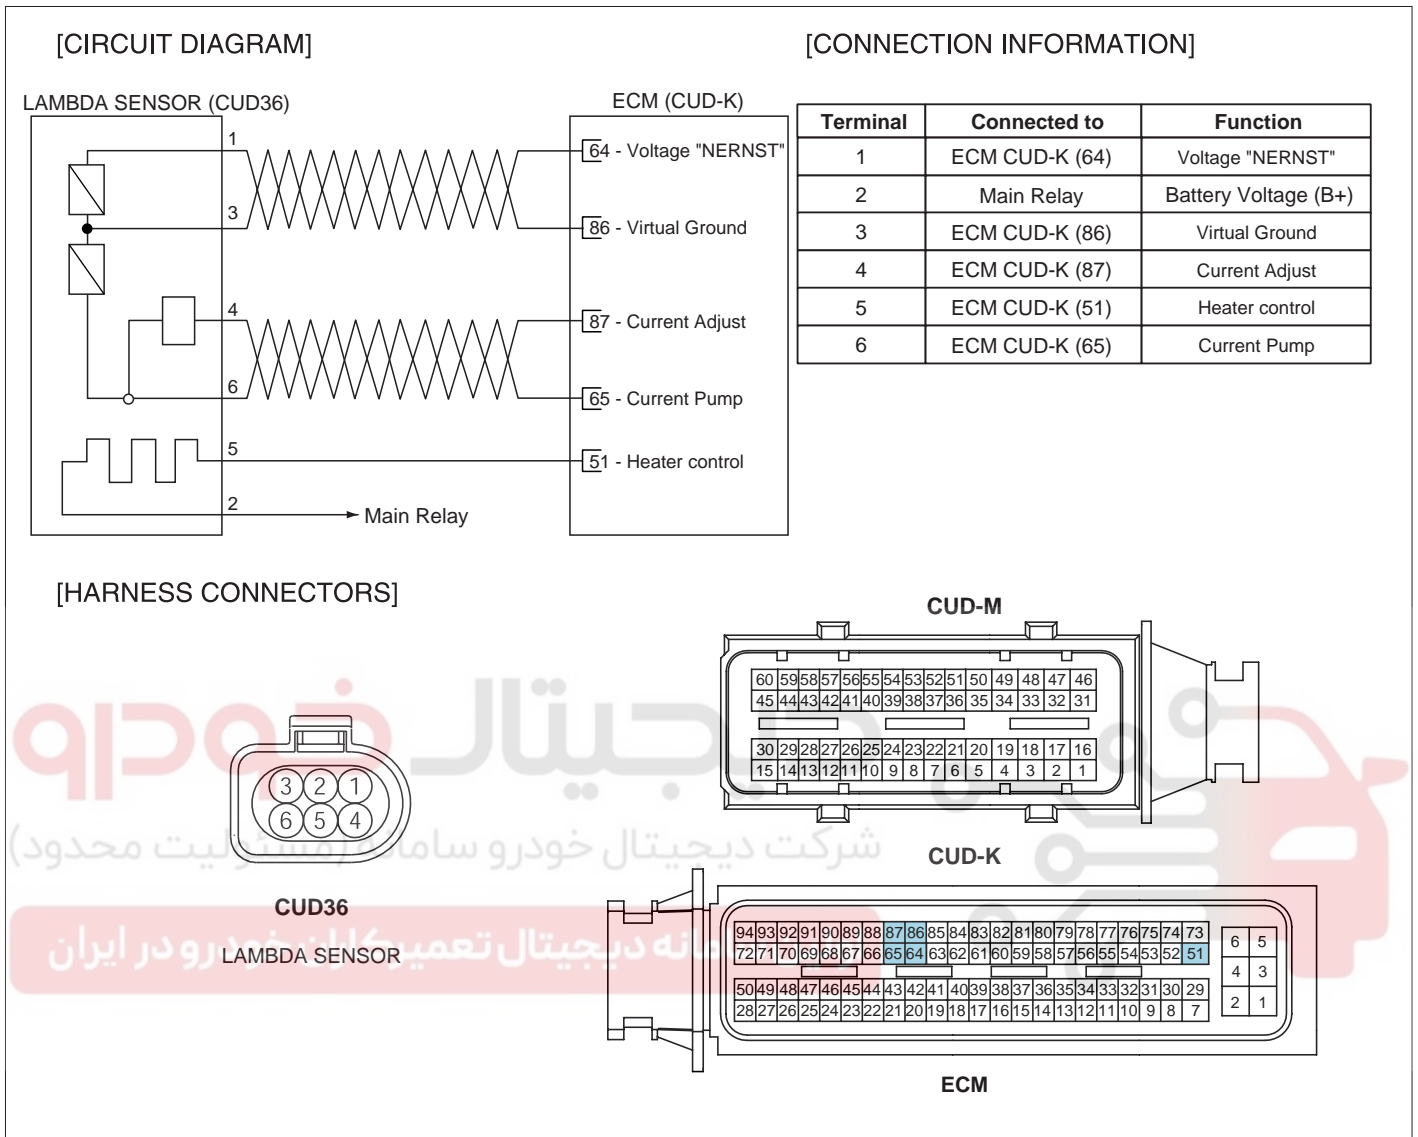 [CIRCUIT DIAGRAM]
[CONNECTION INFORMATION]
LAMBDA SENSOR (CUD36)
ECM (CUD-K)
1
64 - Voltage "NERNST"
3
86 - Virtual Ground
4
87 - Current Adjust
6
65 - Current Pump
5
51 - Heater control
2
Main Relay
Terminal Connected to Function
1 ECM CUD-K (64) Voltage "NERNST"
2 Main Relay Battery Voltage (B+)
3 ECM CUD-K (86) Virtual Ground
4 ECM CUD-K (87) Current Adjust
5 ECM CUD-K (51) Heater control
6 ECM CUD-K (65) Current Pump
[HARNESS CONNECTORS]
CUD-M
60 59 58 57 56 55 54 53 52 51 50 49 48 47 46
45 44 43 42 41 40 39 38 37 36 35 34 33 32 31
30 29 28 27 26 25 24 23 22 21 20 19 18 17 16
15 14 13 12 11 10 9 8 7 6 5 4 3 2 1
دیجیتال خودرو
شرکت دیجیتال خودرو سامانه (مسئولیت محدود)
3 2 1
6 5 4
CUD36
LAMBDA SENSOR
CUD-K
94 93 92 91 90 89 88 87 86 85 84 83 82 81 80 79 78 77 76 75 74 73
72 71 70 69 68 67 66 65 64 63 62 61 60 59 58 57 56 55 54 53 52 51
50 49 48 47 46 45 44 43 42 41 40 39 38 37 36 35 34 33 32 31 30 29
28 27 26 25 24 23 22 21 20 19 18 17 16 15 14 13 12 11 10 9 8 7
6 5
4 3
2 1
سامانه دیجیتال تعمیرکاران خودرو در ایران
ECM